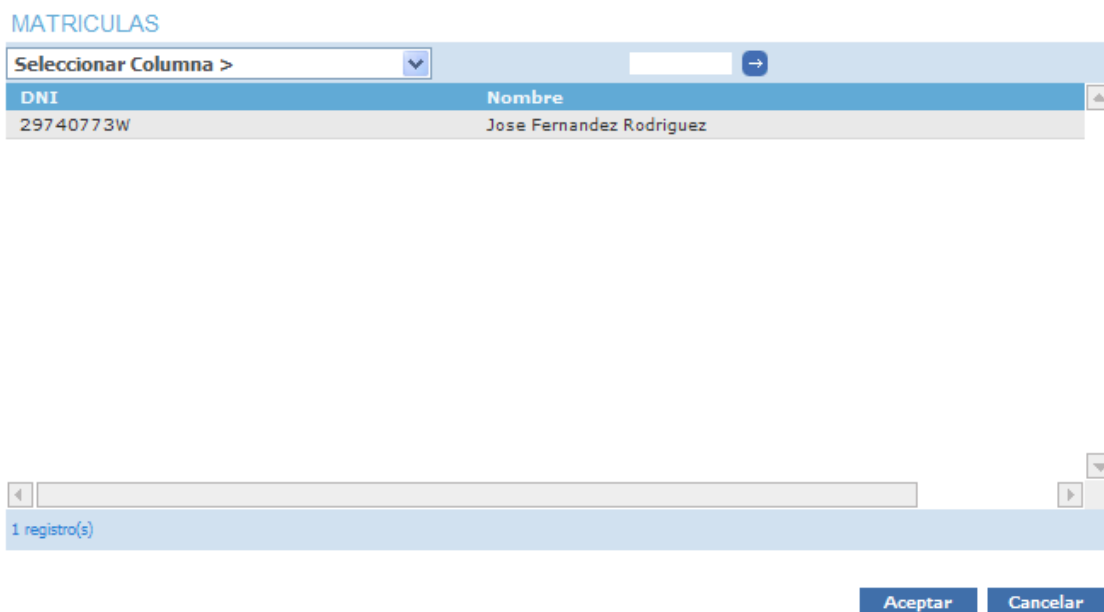 MATRICULAS
Seleccionar Columna >
DNI Nombre
29740773W Jose Fernandez Rodriguez
1 registro(s)
Aceptar Cancelar